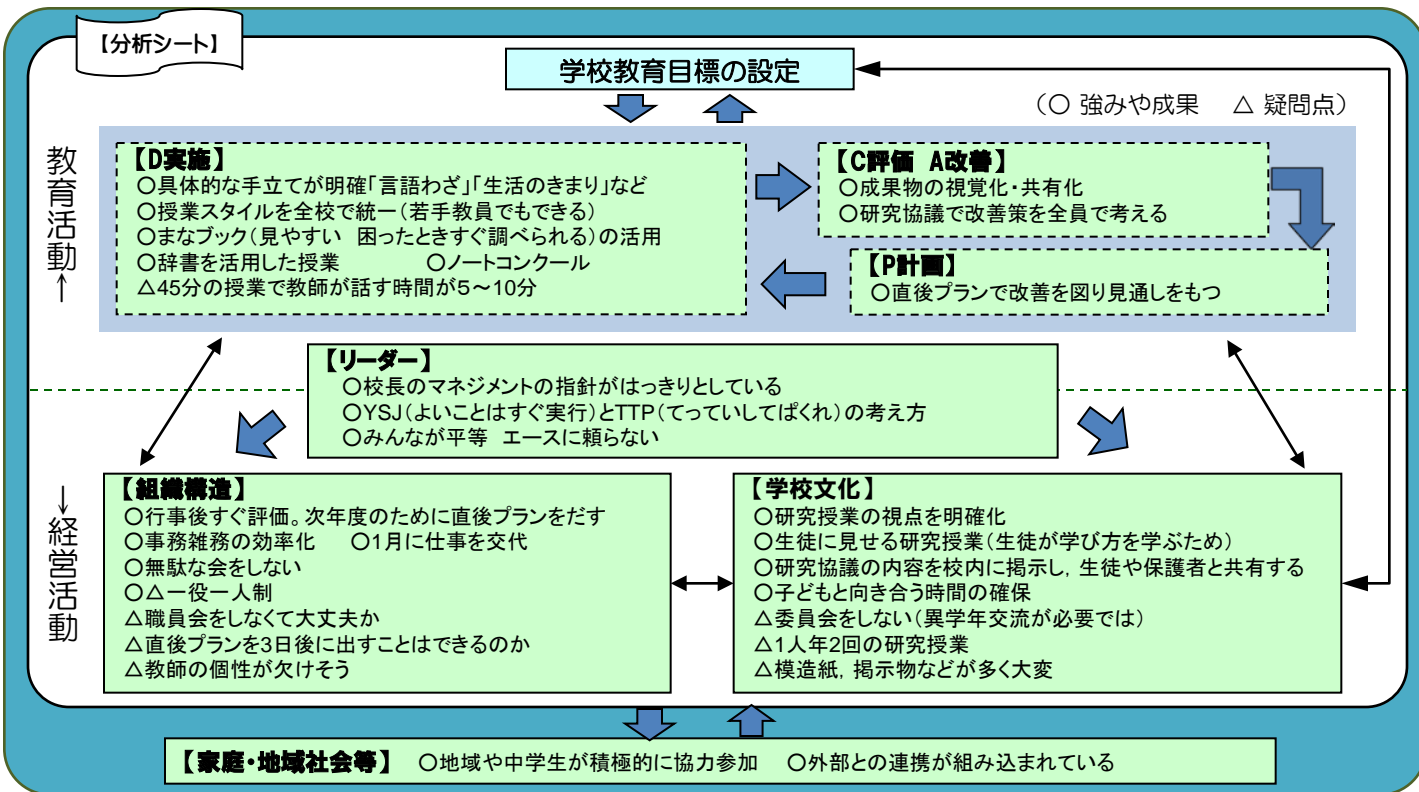 【分析シート】
学校教育目標の設定
（○ 強みや成果　△ 疑問点）
教育活動→
【D実施】
○具体的な手立てが明確「言語わざ」「生活のきまり」など
○授業スタイルを全校で統一（若手教員でもできる）
○まなブック（見やすい 困ったときすぐ調べられる）の活用
○辞書を活用した授業　　　○ノートコンクール
△45分の授業で教師が話す時間が5～10分
【C評価 A改善】
○成果物の視覚化・共有化
○研究協議で改善策を全員で考える
【P計画】
○直後プランで改善を図り見通しをもつ
【リーダー】
○校長のマネジメントの指針がはっきりとしている
○YSJ（よいことはすぐ実行）とTTP（てっていしてぱくれ）の考え方
○みんなが平等 エースに頼らない
←経営活動
【組織構造】
○行事後すぐ評価。次年度のために直後プランをだす
○事務雑務の効率化　○1月に仕事を交代
○無駄な会をしない
○△一役一人制
△職員会をしなくて大丈夫か
△直後プランを3日後に出すことはできるのか
△教師の個性が欠けそう
【学校文化】
○研究授業の視点を明確化
○生徒に見せる研究授業（生徒が学び方を学ぶため）
○研究協議の内容を校内に掲示し，生徒や保護者と共有する
○子どもと向き合う時間の確保
△委員会をしない（異学年交流が必要では）
△1人年2回の研究授業
△模造紙，掲示物などが多く大変
【家庭・地域社会等】　○地域や中学生が積極的に協力参加　○外部との連携が組み込まれている